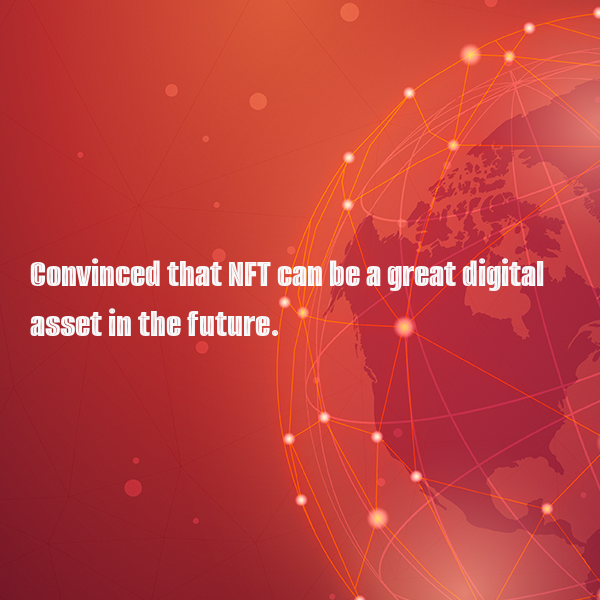 Convinced that NFT can be a great digital
asset in the future.